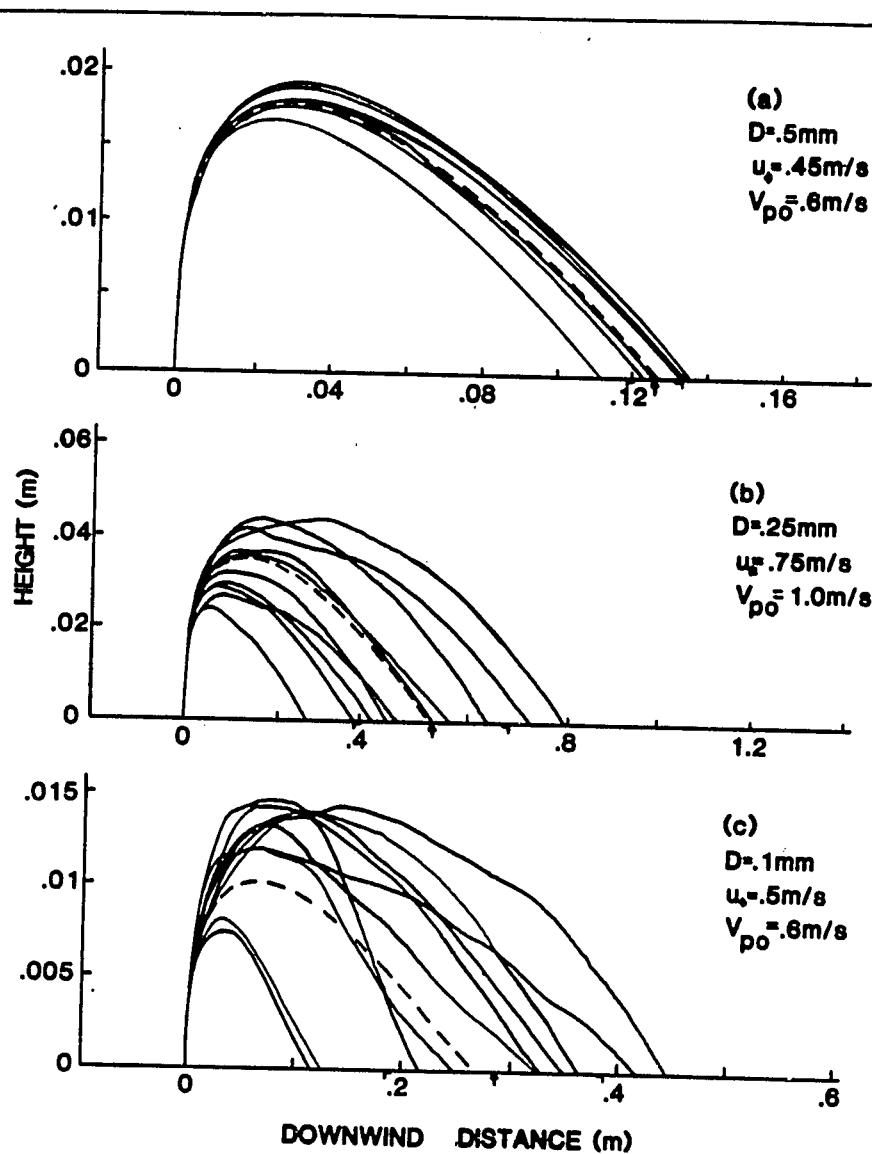 .02
.01
0
0
.04
.08
.12
.16
(a)
D=.5mm
u*=.45m/s
Vpo=.6m/s
.06
.04
.02
0
0
.4
.8
1.2
(b)
D=.25mm
u*=.75m/s
Vpo=1.0m/s
HEIGHT (m)
.015
.01
.005
0
0
.2
.4
.6
(c)
D=.1mm
u*=.5m/s
Vpo=.6m/s
DOWNWIND DISTANCE (m)